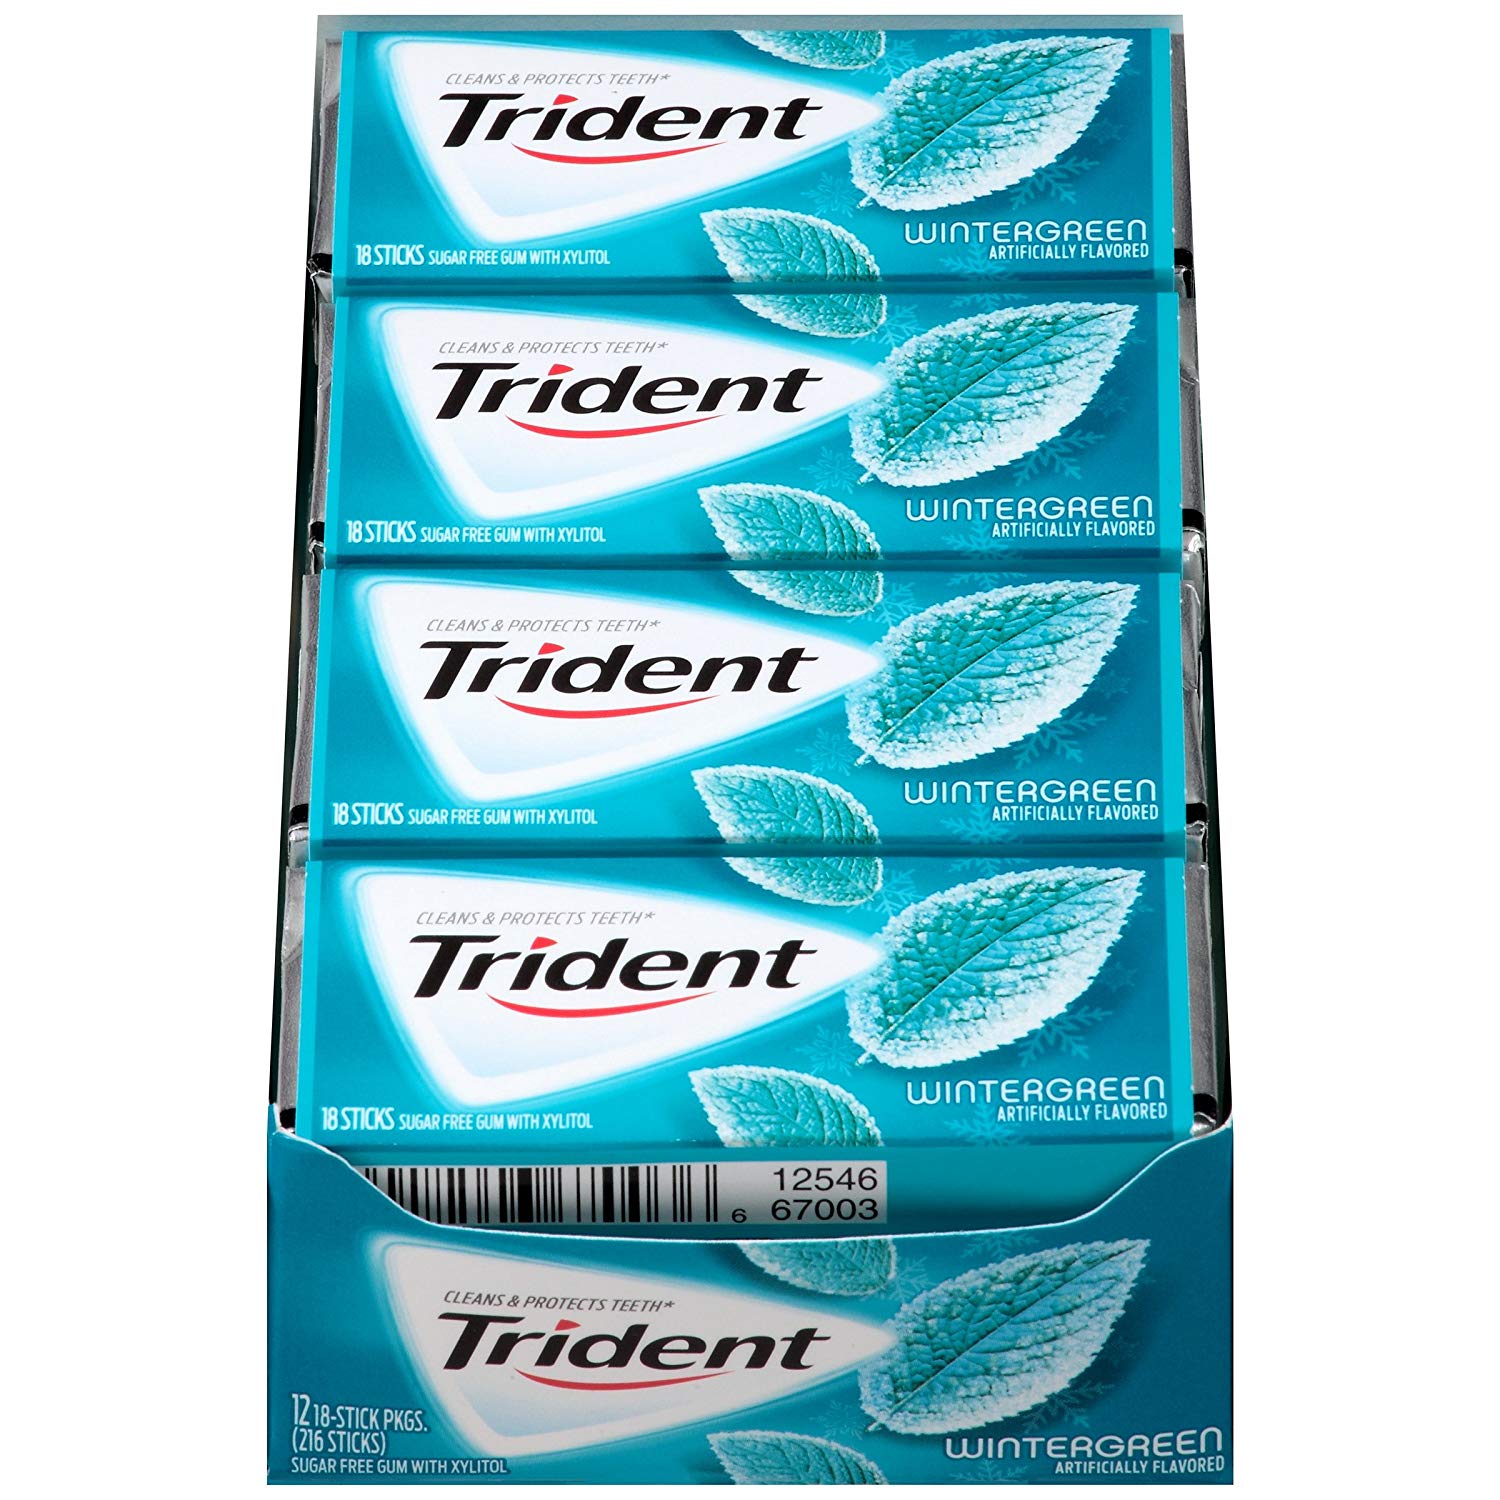 CLEANS & PROTECTS TEETH*
Trident
WINTERGREEN
ARTIFICIALLY FLAVORED
18 STICKS SUGAR FREE GUM WITH XYLITOL
CLEANS & PROTECTS TEETH*
Trident
WINTERGREEN
ARTIFICIALLY FLAVORED
18 STICKS SUGAR FREE GUM WITH XYLITOL
CLEANS & PROTECTS TEETH*
Trident
WINTERGREEN
ARTIFICIALLY FLAVORED
18 STICKS SUGAR FREE GUM WITH XYLITOL
CLEANS & PROTECTS TEETH*
Trident
WINTERGREEN
ARTIFICIALLY FLAVORED
18 STICKS SUGAR FREE GUM WITH XYLITOL
12546
6 67003
CLEANS & PROTECTS TEETH*
Trident
12 18-STICK PKGS.
(216 STICKS)
SUGAR FREE GUM WITH XYLITOL
WINTERGREEN
ARTIFICIALLY FLAVORED